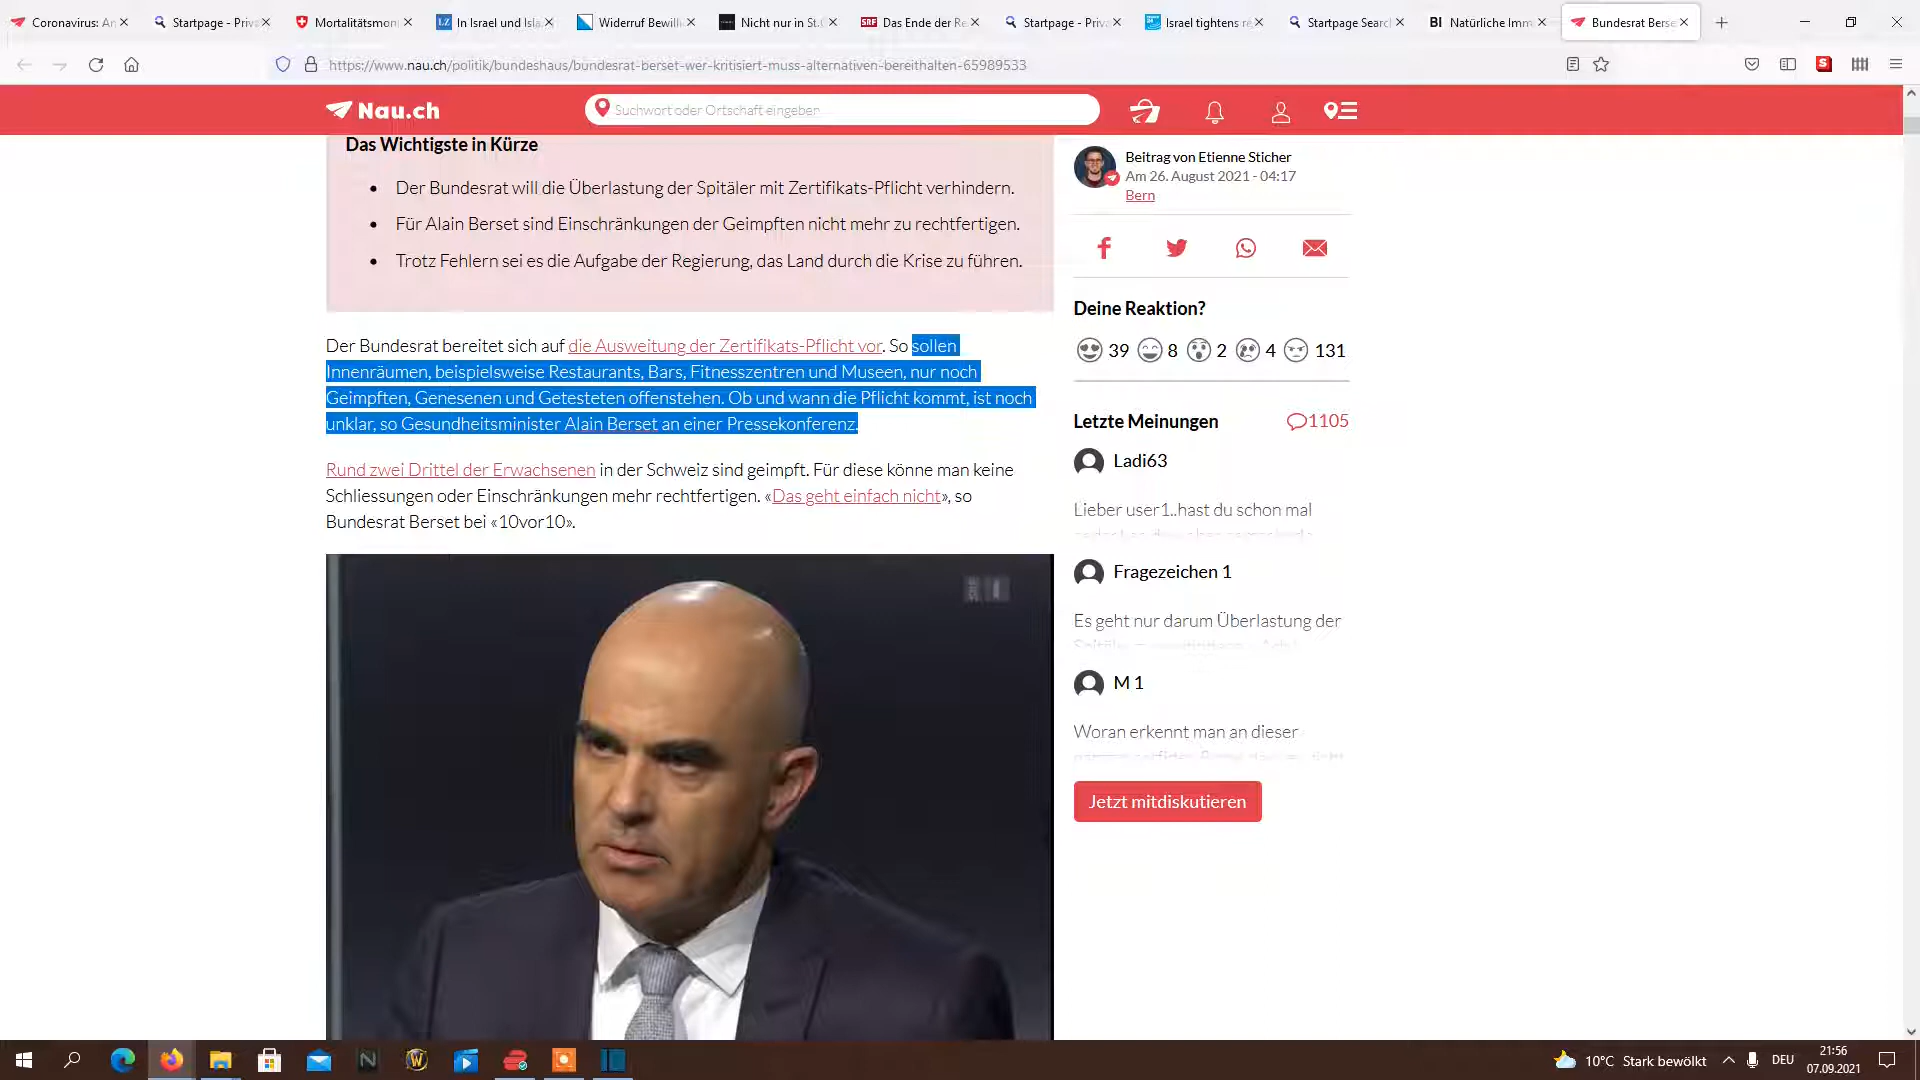 Coronavirus: An
Startpage - Priva
Mortalitätsmon
In Israel und Isla
Widerruf Bewilli
Nicht nur in St.G
SRF Das Ende der Re
Startpage - Priva
Israel tightens re
Startpage Searc
BI Natürliche Imm
Bundesrat Berse
https://www.nau.ch/politik/bundeshaus/bundesrat-berset-wer-kritisiert-muss-alternativen-bereithalten-65989533
Nau.ch
Suchwort oder Ortschaft eingeben
Das Wichtigste in Kürze
Der Bundesrat will die Überlastung der Spitäler mit Zertifikats-Pflicht verhindern.
Für Alain Berset sind Einschränkungen der Geimpften nicht mehr zu rechtfertigen.
Trotz Fehlern sei es die Aufgabe der Regierung, das Land durch die Krise zu führen.
Der Bundesrat bereitet sich auf die Ausweitung der Zertifikats-Pflicht vor. So sollen
Innenräumen, beispielsweise Restaurants, Bars, Fitnesszentren und Museen, nur noch
Geimpften, Genesenen und Getesteten offenstehen. Ob und wann die Pflicht kommt, ist noch
unklar, so Gesundheitsminister Alain Berset an einer Pressekonferenz.
Rund zwei Drittel der Erwachsenen in der Schweiz sind geimpft. Für diese könne man keine
Schliessungen oder Einschränkungen mehr rechtfertigen. «Das geht einfach nicht», so
Bundesrat Berset bei «10vor10».
Beitrag von Etienne Sticher
Am 26. August 2021 - 04:17
Bern
Deine Reaktion?
39 8 2 4 131
Letzte Meinungen 1105
Ladi63
Lieber user1..hast du schon mal
Fragezeichen 1
Es geht nur darum Überlastung der
M 1
Woran erkennt man an dieser
Jetzt mitdiskutieren
10°C Stark bewölkt
DEU
21:56
07.09.2021